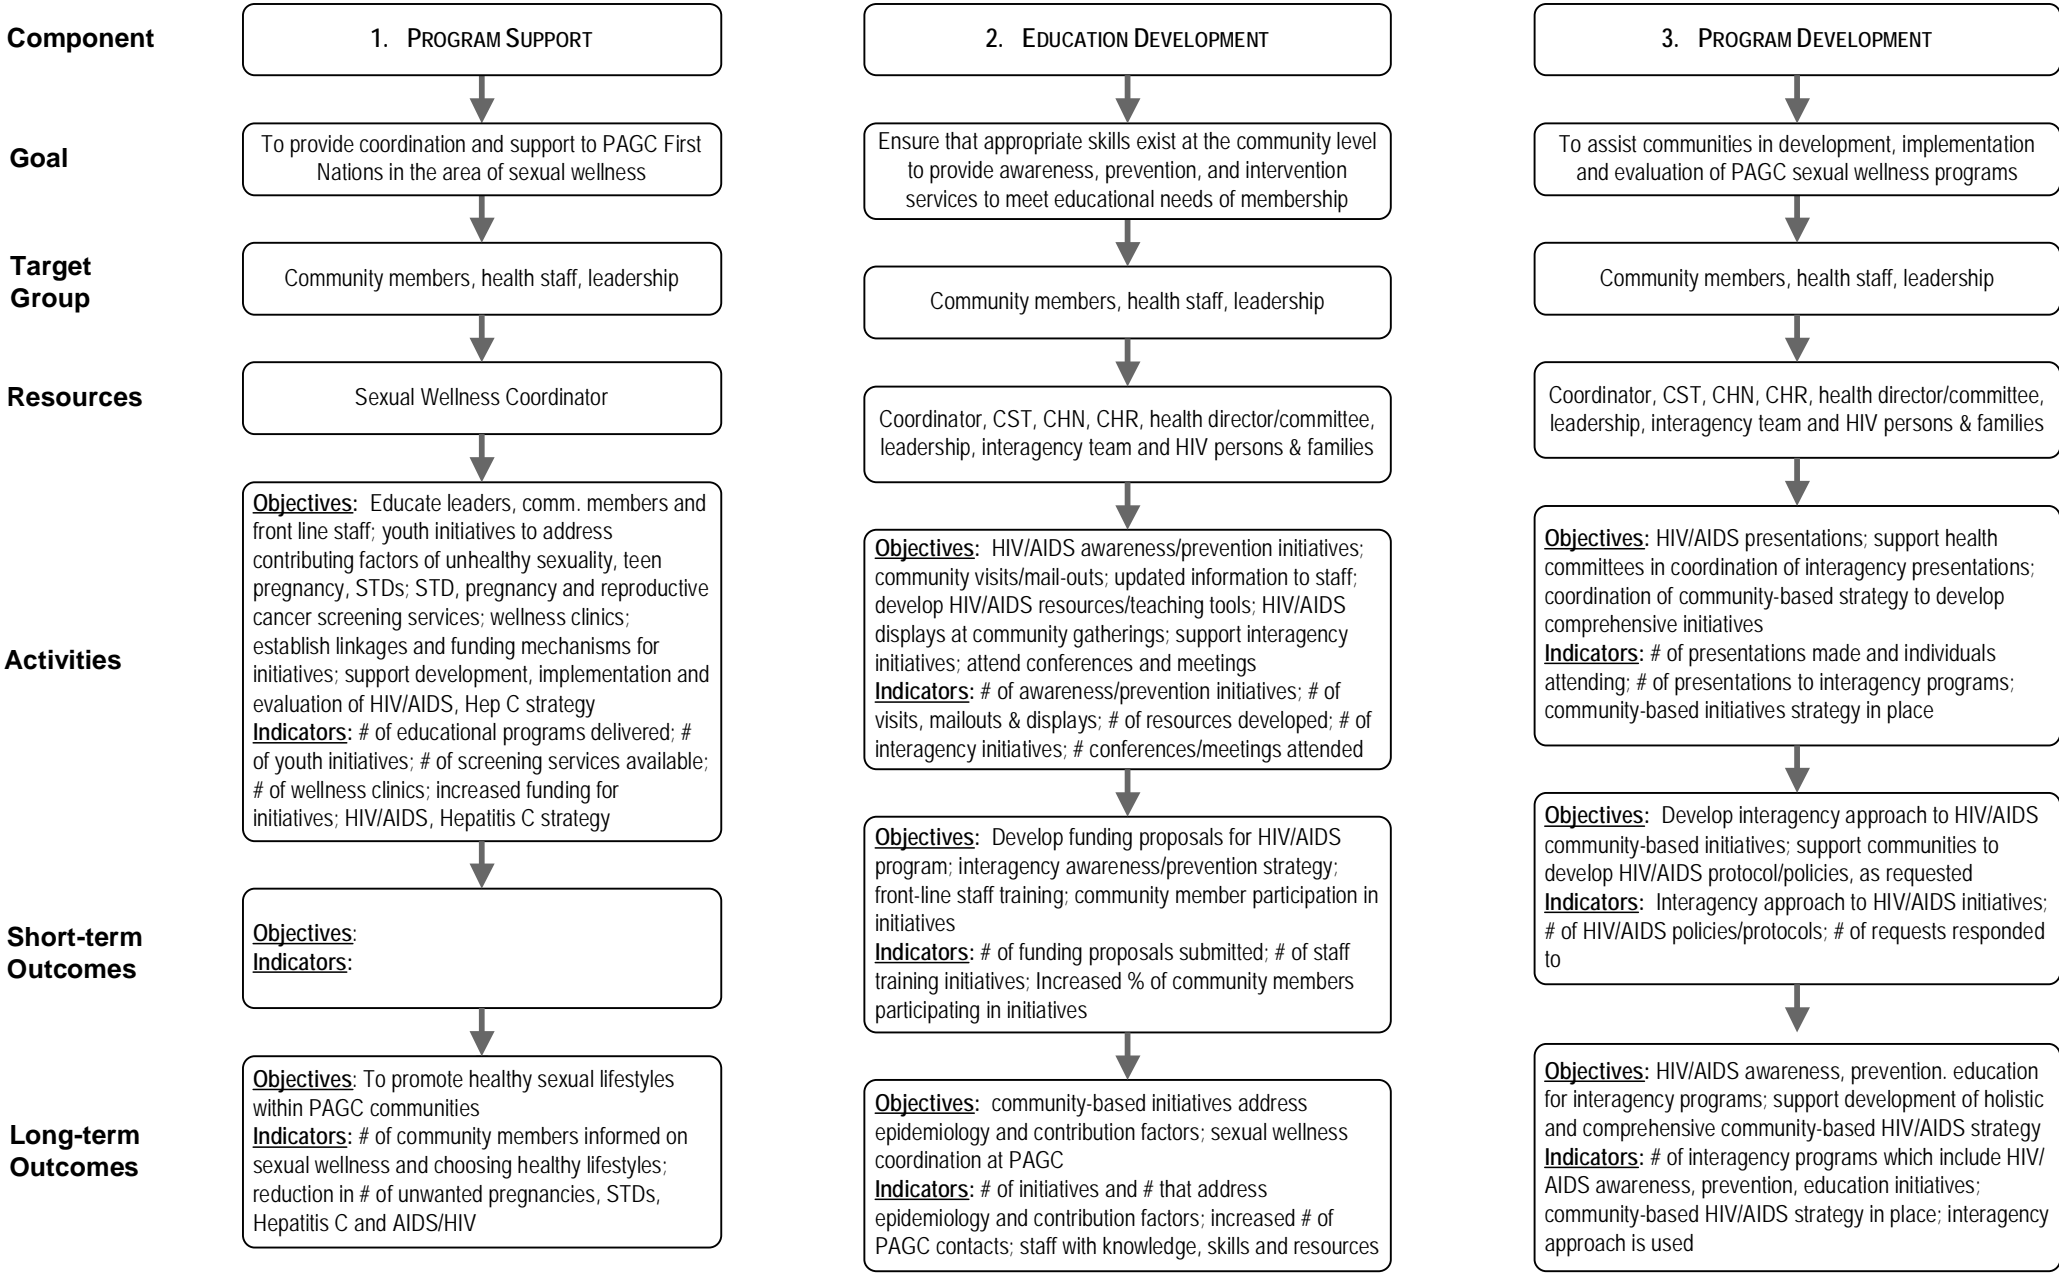 Component
1. PROGRAM SUPPORT
2. EDUCATION DEVELOPMENT
3. PROGRAM DEVELOPMENT
Goal
To provide coordination and support to PAGC First
Nations in the area of sexual wellness
Ensure that appropriate skills exist at the community level
to provide awareness, prevention, and intervention
services to meet educational needs of membership
To assist communities in development, implementation
and evaluation of PAGC sexual wellness programs
Target
Group
Community members, health staff, leadership
Community members, health staff, leadership
Community members, health staff, leadership
Resources
Sexual Wellness Coordinator
Coordinator, CST, CHN, CHR, health director/committee,
leadership, interagency team and HIV persons & families
Coordinator, CST, CHN, CHR, health director/committee,
leadership, interagency team and HIV persons & families
Activities
Objectives: Educate leaders, comm. members and
front line staff; youth initiatives to address
contributing factors of unhealthy sexuality, teen
pregnancy, STDs; STD, pregnancy and reproductive
cancer screening services; wellness clinics;
establish linkages and funding mechanisms for
initiatives; support development, implementation and
evaluation of HIV/AIDS, Hep C strategy
Indicators: # of educational programs delivered; #
of youth initiatives; # of screening services available;
# of wellness clinics; increased funding for
initiatives; HIV/AIDS, Hepatitis C strategy
Objectives: HIV/AIDS awareness/prevention initiatives;
community visits/mail-outs; updated information to staff;
develop HIV/AIDS resources/teaching tools; HIV/AIDS
displays at community gatherings; support interagency
initiatives; attend conferences and meetings
Indicators: # of awareness/prevention initiatives; # of
visits, mailouts & displays; # of resources developed; # of
interagency initiatives; # conferences/meetings attended
Objectives: HIV/AIDS presentations; support health
committees in coordination of interagency presentations;
coordination of community-based strategy to develop
comprehensive initiatives
Indicators: # of presentations made and individuals
attending; # of presentations to interagency programs;
community-based initiatives strategy in place
Short-term
Outcomes
Objectives:
Indicators:
Objectives: Develop funding proposals for HIV/AIDS
program; interagency awareness/prevention strategy;
front-line staff training; community member participation in
initiatives
Indicators: # of funding proposals submitted; # of staff
training initiatives; Increased % of community members
participating in initiatives
Objectives: Develop interagency approach to HIV/AIDS
community-based initiatives; support communities to
develop HIV/AIDS protocol/policies, as requested
Indicators: Interagency approach to HIV/AIDS initiatives;
# of HIV/AIDS policies/protocols; # of requests responded
to
Long-term
Outcomes
Objectives: To promote healthy sexual lifestyles
within PAGC communities
Indicators: # of community members informed on
sexual wellness and choosing healthy lifestyles;
reduction in # of unwanted pregnancies, STDs,
Hepatitis C and AIDS/HIV
Objectives: community-based initiatives address
epidemiology and contribution factors; sexual wellness
coordination at PAGC
Indicators: # of initiatives and # that address
epidemiology and contribution factors; increased # of
PAGC contacts; staff with knowledge, skills and resources
Objectives: HIV/AIDS awareness, prevention. education
for interagency programs; support development of holistic
and comprehensive community-based HIV/AIDS strategy
Indicators: # of interagency programs which include HIV/
AIDS awareness, prevention, education initiatives;
community-based HIV/AIDS strategy in place; interagency
approach is used